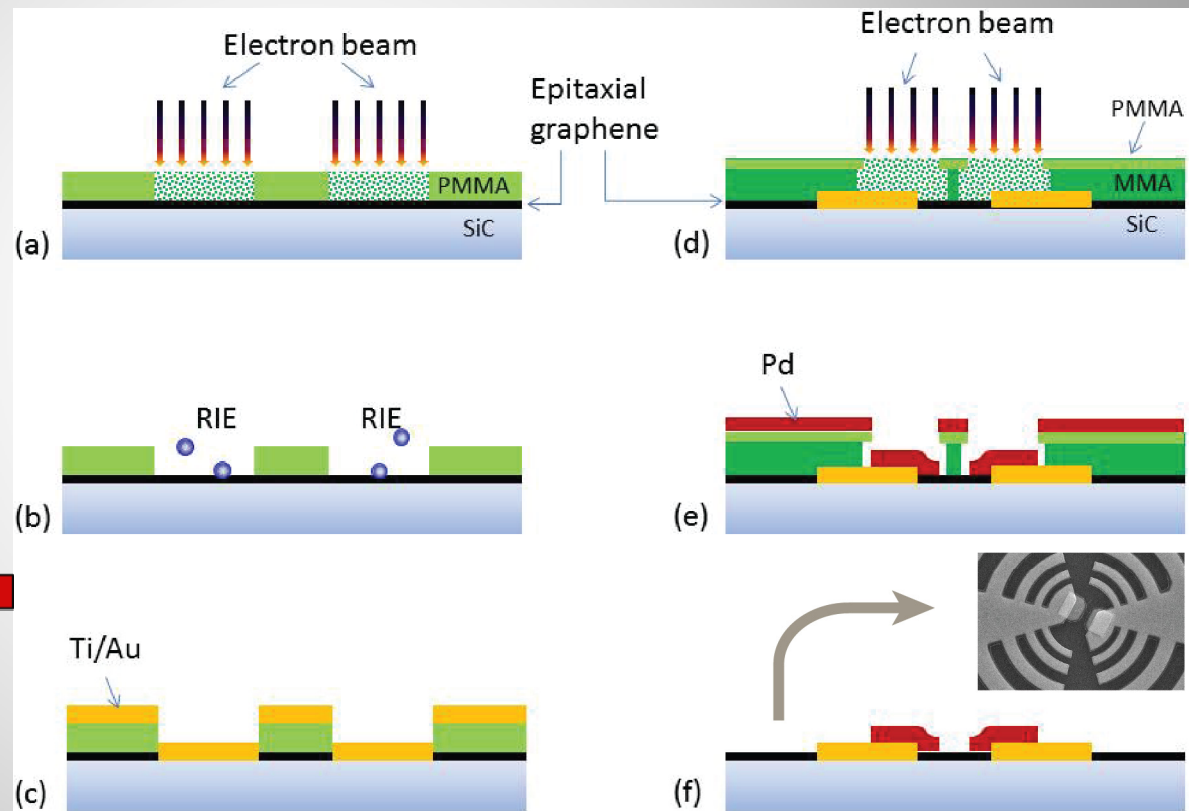 Electron beam
PMMA
SiC
(a)
Epitaxial
graphene
RIE
RIE
(b)
Ti/Au
(c)
Electron beam
PMMA
MMA
SiC
(d)
Pd
(e)
(f)